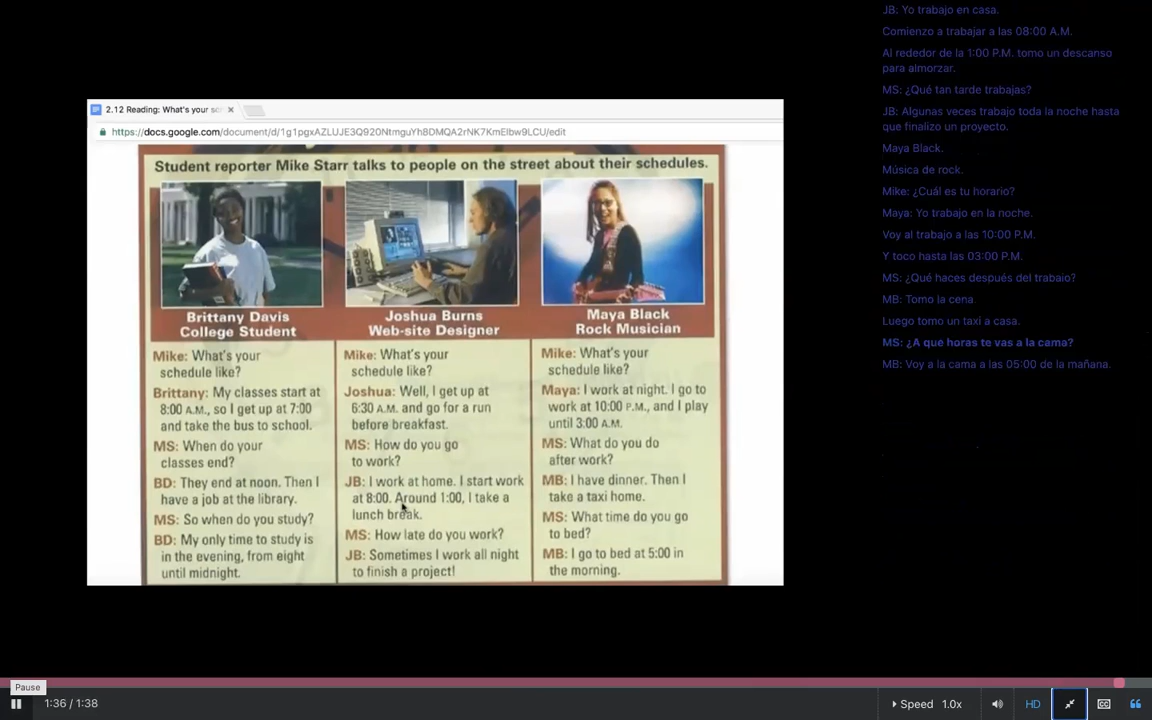 JB: Yo trabajo en casa.
Comienzo a trabajar a las 08:00 A.M.
Al rededor de la 1:00 P.M. tomo un descanso
para almorzar.
MS: ¿Qué tan tarde trabajas?
JB: Algunas veces trabajo toda la noche hasta
que finalizo un proyecto.
Maya Black.
Música de rock.
Mike: ¿Cuál es tu horario?
Maya: Yo trabajo en la noche.
Voy al trabajo a las 10:00 P.M.
Y toco hasta las 03:00 P.M.
MS: ¿Qué haces después del trabaio?
MB: Tomo la cena.
Luego tomo un taxi a casa.
MS: ¿A que horas te vas a la cama?
MB: Voy a la cama a las 05:00 de la mañana.
2.12 Reading: What's your
https://docs.google.com/document/d/1g1pgxAZLUJE3Q920NtmguYh8DMQA2rNK7KmElbw9LCU/edit
Student reporter Mike Starr talks to people on the street about their schedules.
Brittany Davis
College Student
Mike: What's your
schedule like?
Brittany: My classes start at
8:00 A.M., so I get up at 7:00
and take the bus to school.
MS: When do your
classes end?
BD: They end at noon. Then I
have a job at the library.
MS: So when do you study?
BD: My only time to study is
in the evening, from eight
until midnight.
Joshua Burns
Web-site Designer
Mike: What's your
schedule like?
Joshua: Well, I get up at
6:30 A.M. and go for a run
before breakfast.
MS: How do you go
to work?
JB: I work at home. I start work
at 8:00. Around 1:00, I take a
lunch break.
MS: How late do you work?
JB: Sometimes I work all night
to finish a project!
Maya Black
Rock Musician
Mike: What's your
schedule like?
Maya: I work at night. I go to
work at 10:00 P.M., and I play
until 3:00 A.M.
MS: What do you do
after work?
MB: I have dinner. Then I
take a taxi home.
MS: What time do you go
to bed?
MB: I go to bed at 5:00 in
the morning.
Pause
1:36 / 1:38
Speed 1.0x
HD
CC